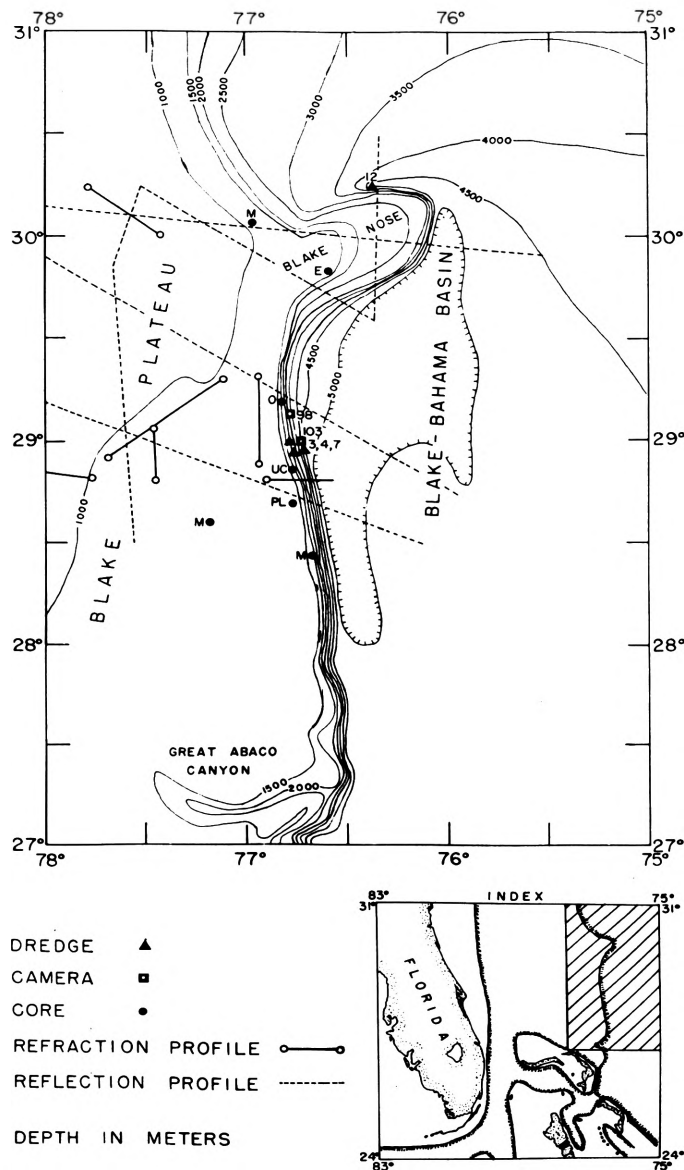 78° 77° 76° 75°
31° 31°
1000
1500
2000
2500
3000
3500
4000
4500
12
M
30° 30°
BLAKE NOSE
E
PLATEAU
BLAKE-BAHAMA BASIN
4500
5000
O
98
29° 103 29°
3,4,7
UC
1000
PL
M
M
BLAKE
28° 28°
GREAT ABACO
CANYON
1500
2000
27° 27°
78° 77° 76° 75°
DREDGE
CAMERA
CORE
REFRACTION PROFILE
REFLECTION PROFILE
DEPTH IN METERS
83° INDEX 75°
31° 31°
FLORIDA
24° 24°
83° 75°